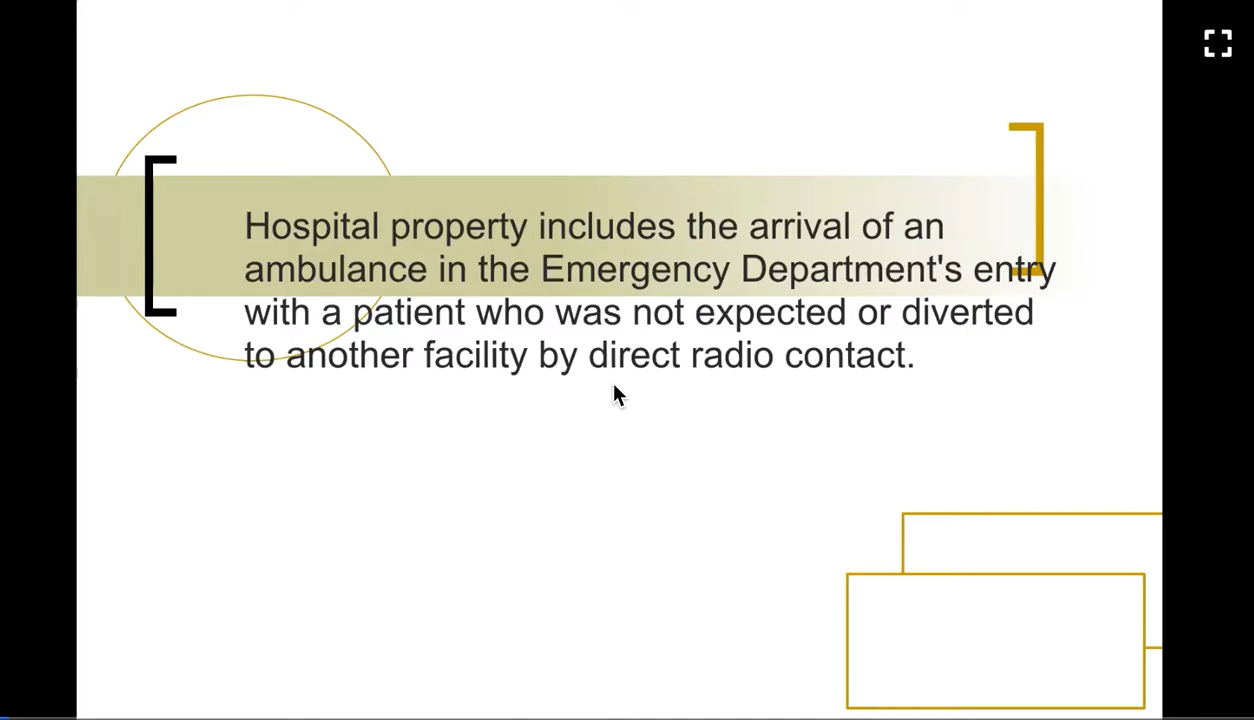 Hospital property includes the arrival of an
ambulance in the Emergency Department's entry
with a patient who was not expected or diverted
to another facility by direct radio contact.